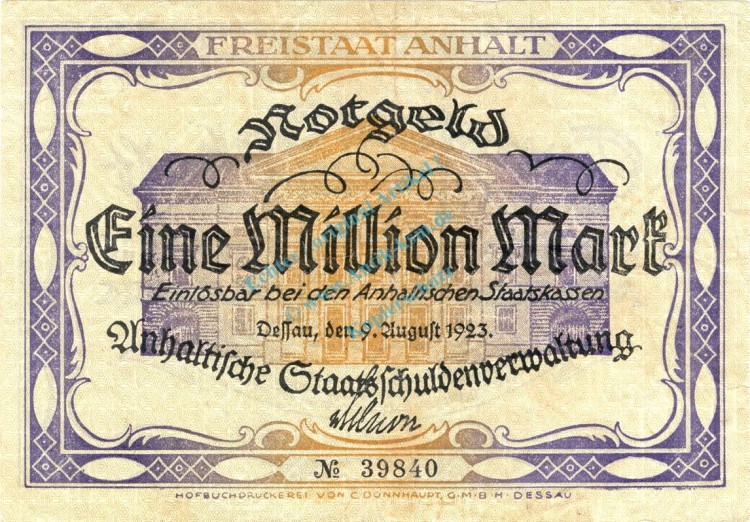 FREISTAAT ANHALT
Notgeld
Eine Million Mark
Einlösbar bei den Anhaltischen Staatskassen
Dessau, den 9. August 1923.
Anhaltische Staatsschuldenverwaltung
№ 39840
HOFBUCHDRUCKEREI VON C. DÜNNHAUPT, G.M.B.H. DESSAU